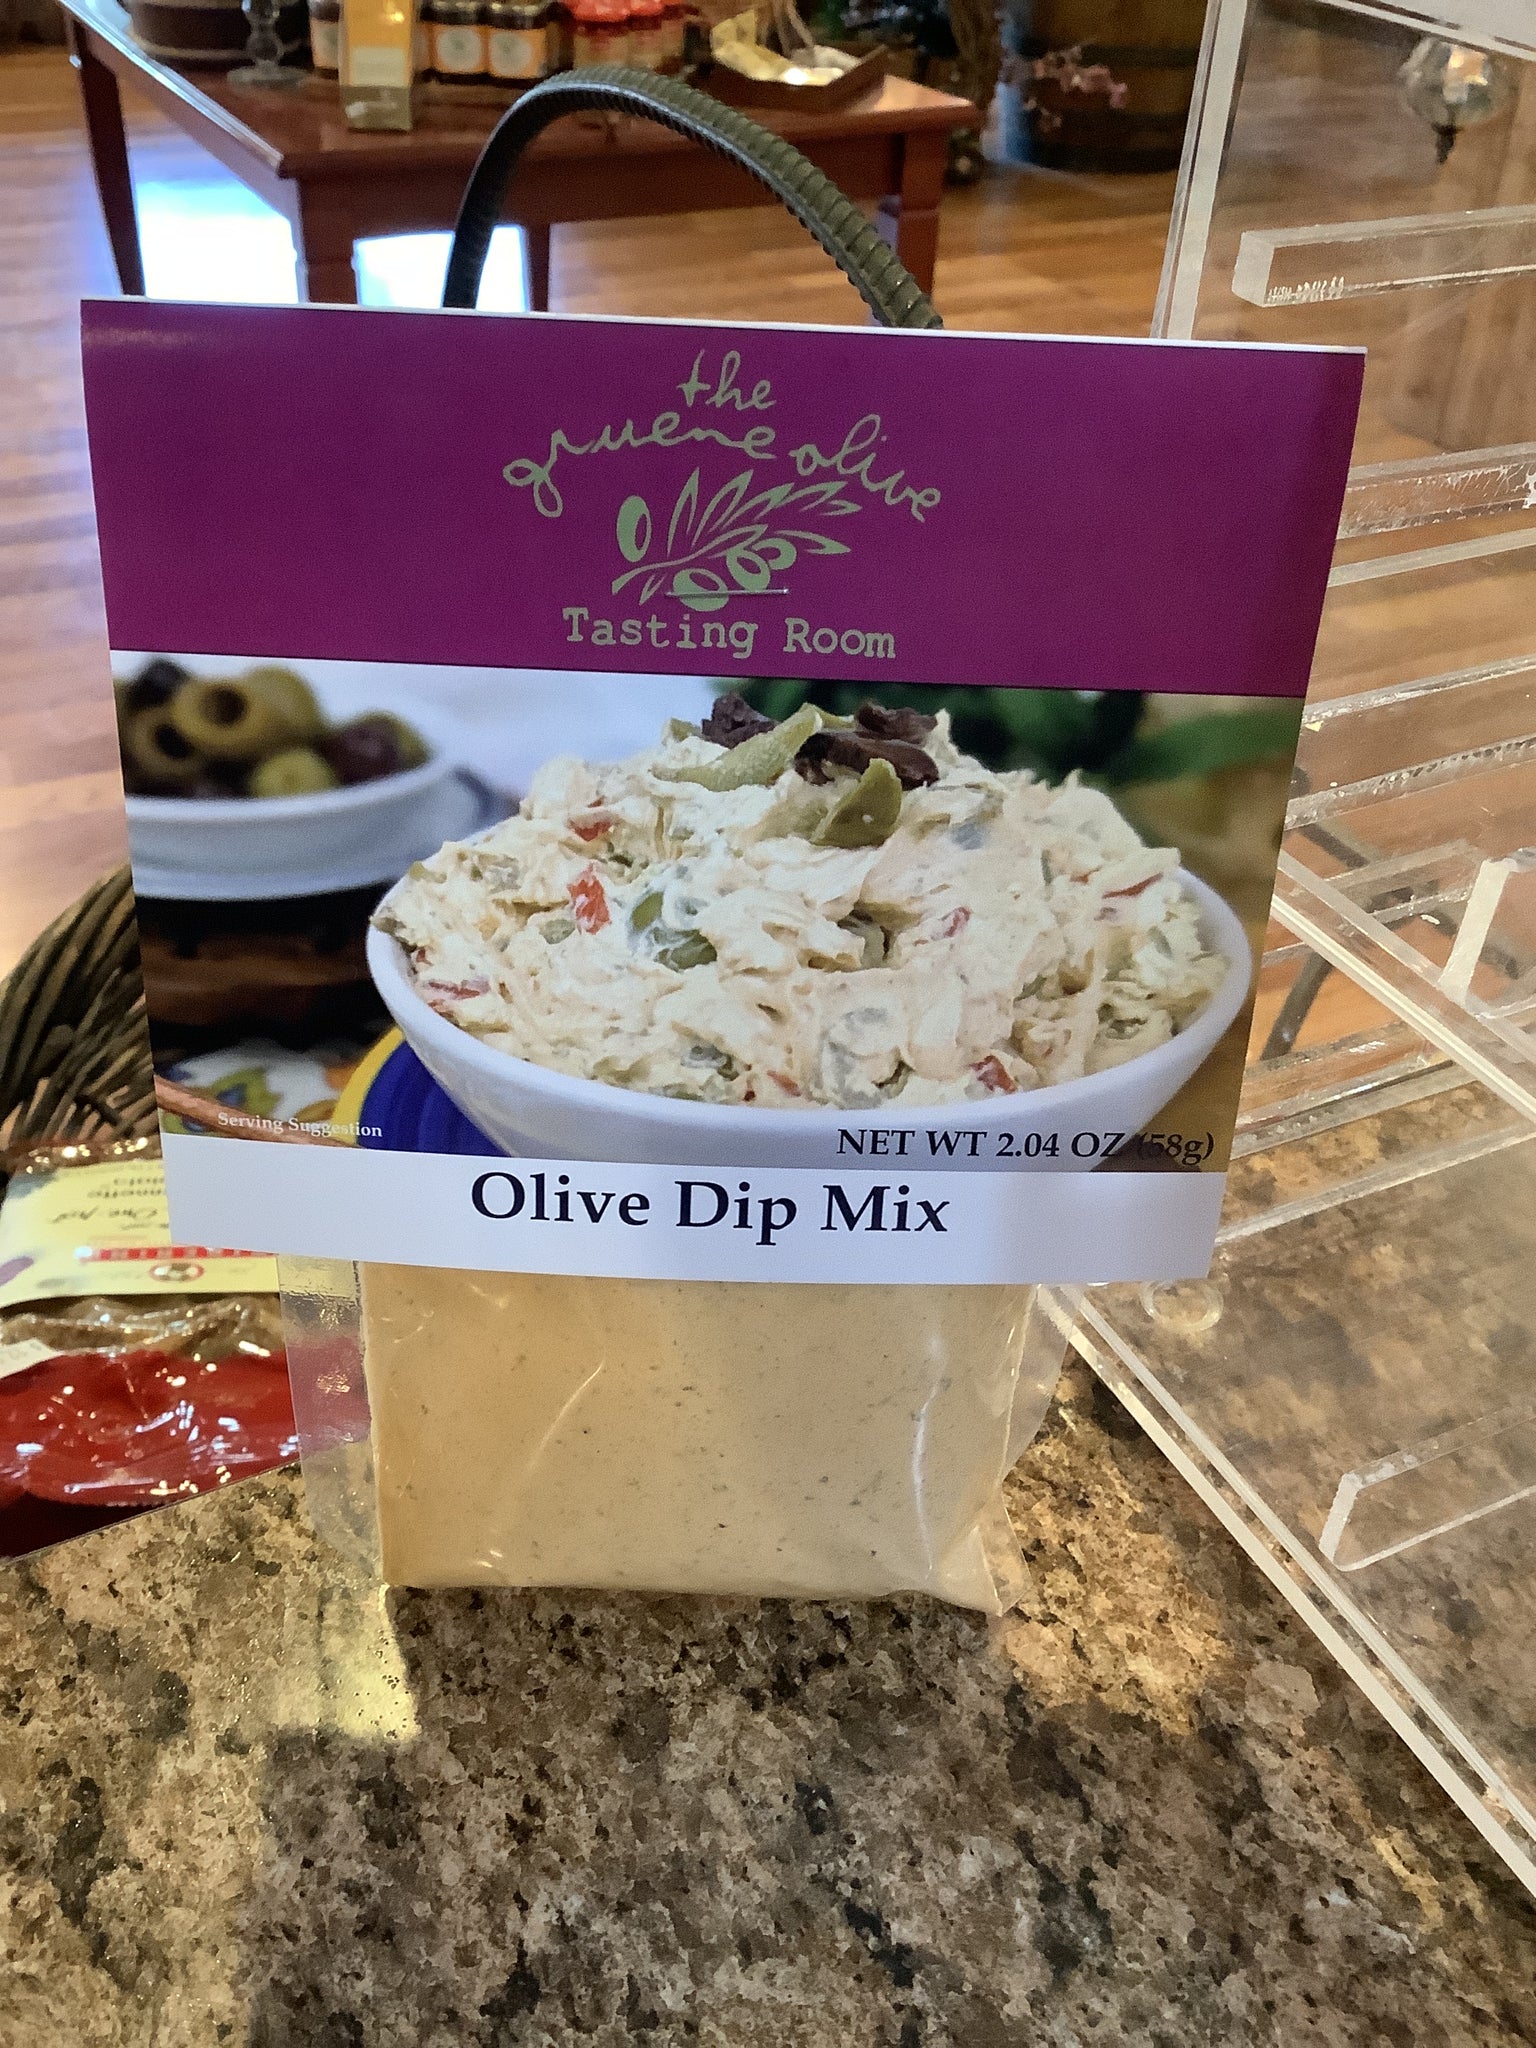 the
gruene olive
Tasting Room
Serving Suggestion
NET WT 2.04 OZ (58g)
Olive Dip Mix